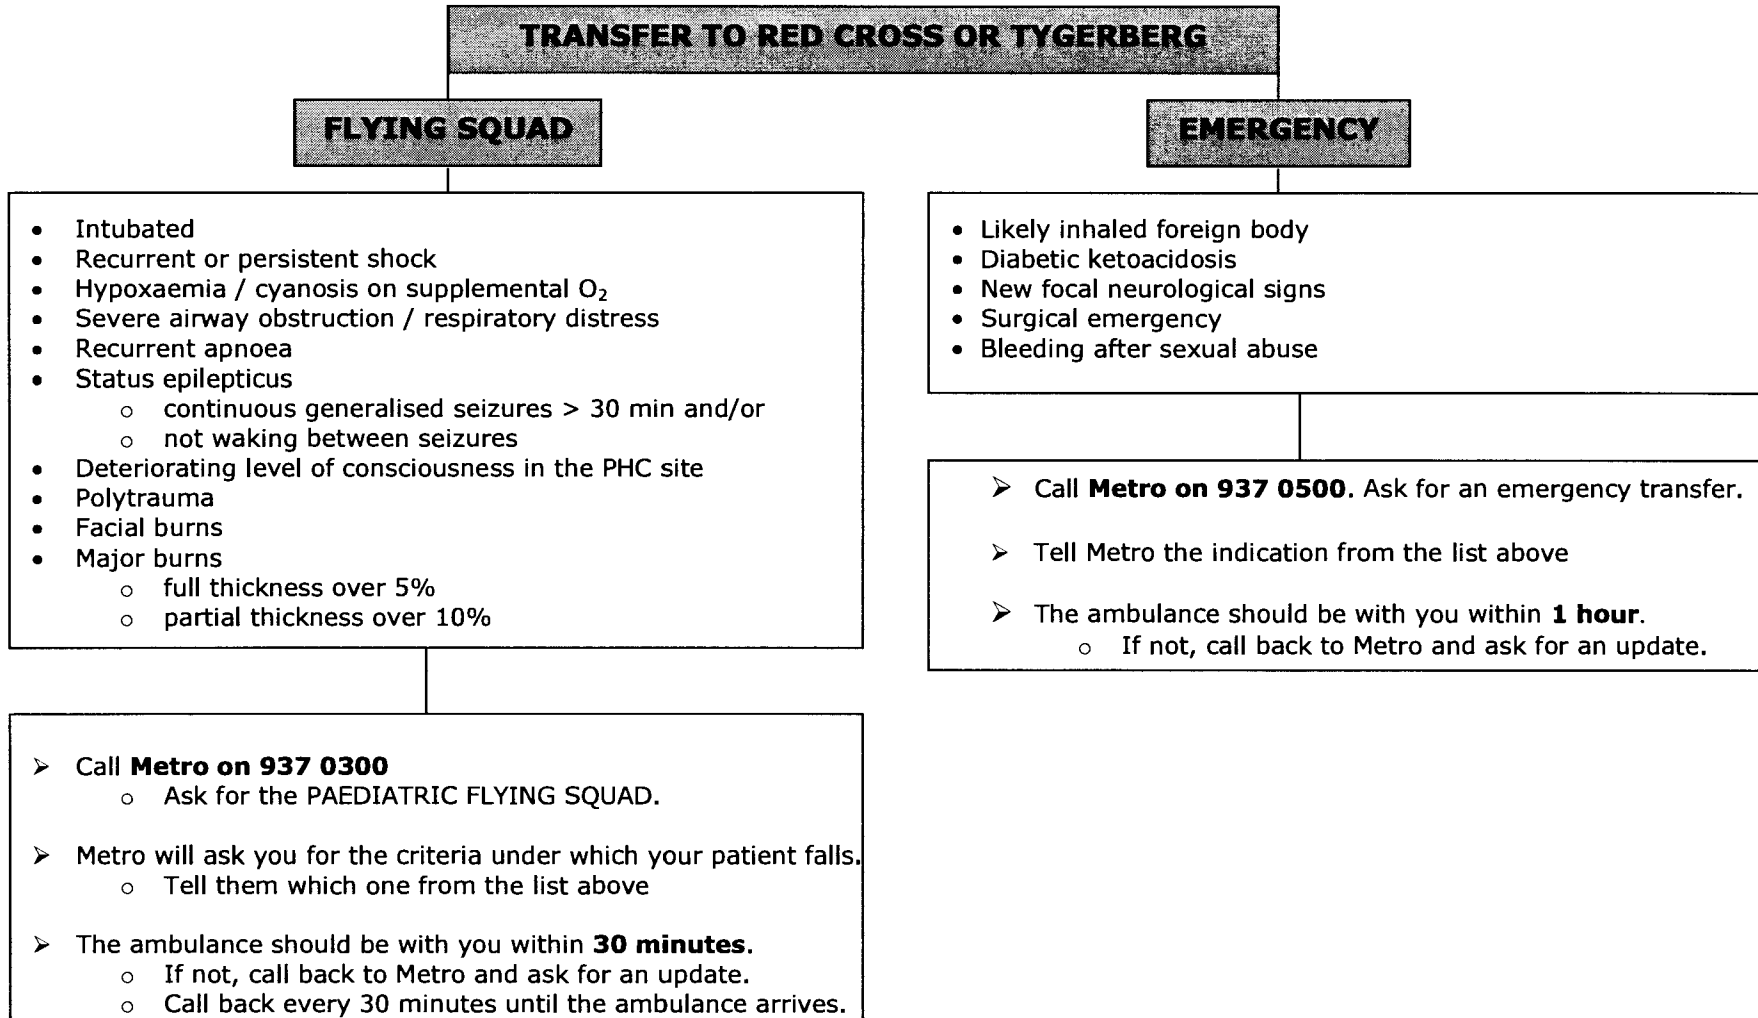 TRANSFER TO RED CROSS OR TYGERBERG
FLYING SQUAD
• Intubated
• Recurrent or persistent shock
• Hypoxaemia / cyanosis on supplemental O₂
• Severe airway obstruction / respiratory distress
• Recurrent apnoea
• Status epilepticus
o continuous generalised seizures > 30 min and/or
o not waking between seizures
• Deteriorating level of consciousness in the PHC site
• Polytrauma
• Facial burns
• Major burns
o full thickness over 5%
o partial thickness over 10%
➢ Call Metro on 937 0300
o Ask for the PAEDIATRIC FLYING SQUAD.
➢ Metro will ask you for the criteria under which your patient falls.
o Tell them which one from the list above
➢ The ambulance should be with you within 30 minutes.
o If not, call back to Metro and ask for an update.
o Call back every 30 minutes until the ambulance arrives.
EMERGENCY
• Likely inhaled foreign body
• Diabetic ketoacidosis
• New focal neurological signs
• Surgical emergency
• Bleeding after sexual abuse
➢ Call Metro on 937 0500. Ask for an emergency transfer.
➢ Tell Metro the indication from the list above
➢ The ambulance should be with you within 1 hour.
o If not, call back to Metro and ask for an update.